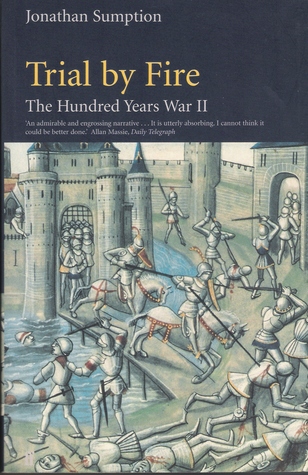 Jonathan Sumption
Trial by Fire
The Hundred Years War II
'An admirable and engrossing narrative . . . It is utterly absorbing. I cannot think it
could be better done.' Allan Massie, Daily Telegraph